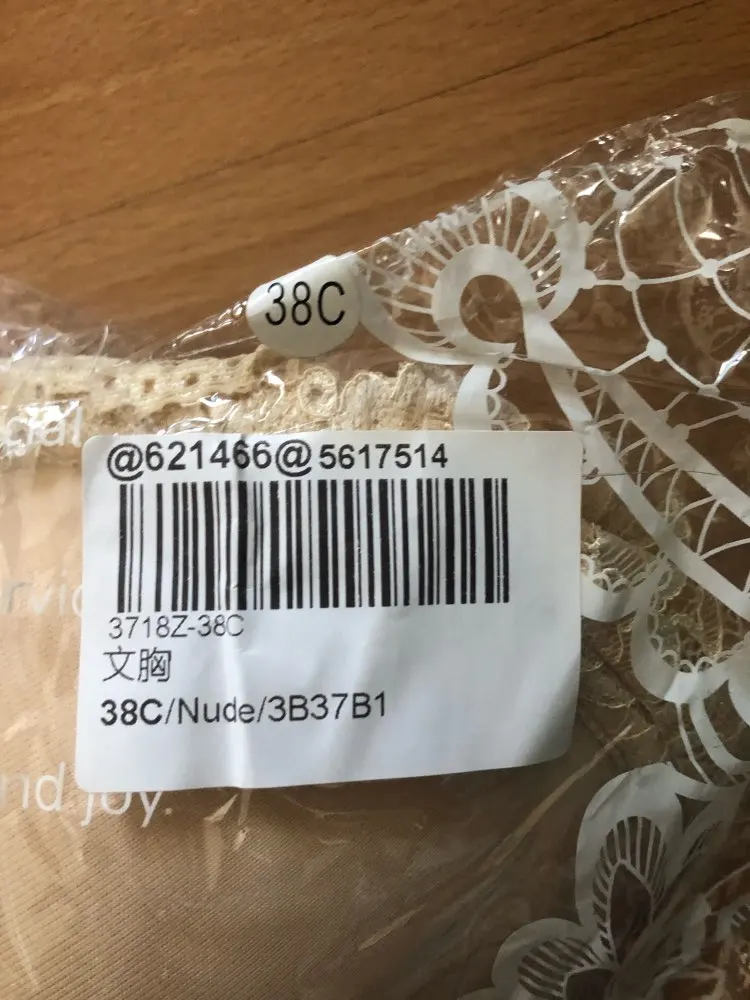 38C
@621466@5617514
3718Z-38C
文胸
38C/Nude/3B37B1
nd joy.